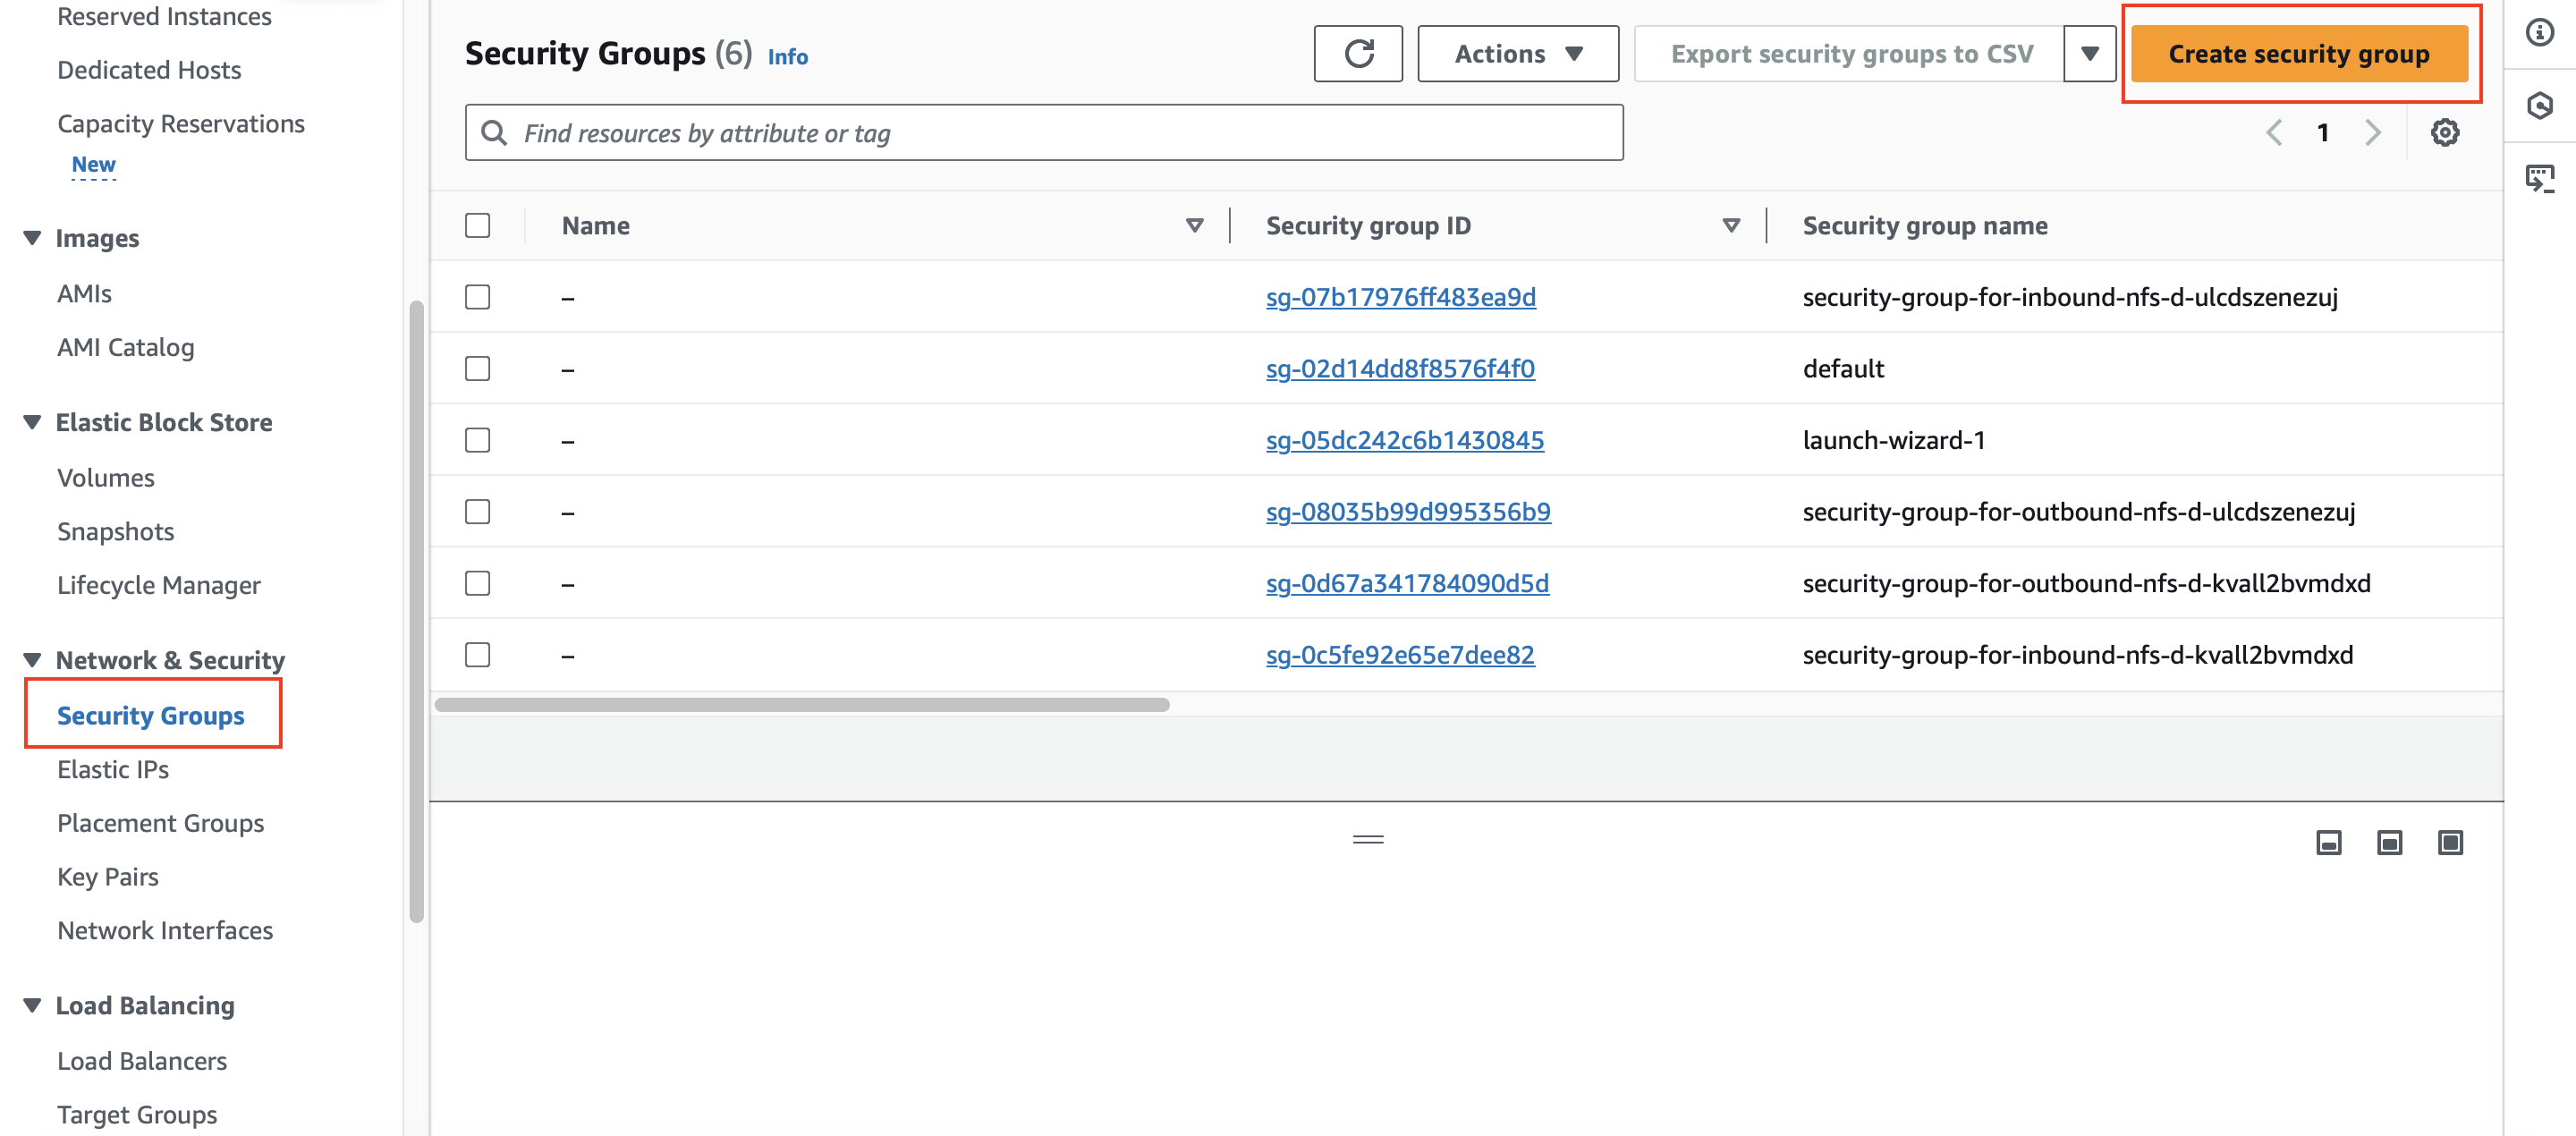 Reserved Instances
Dedicated Hosts
Capacity Reservations
New
Images
AMIs
AMI Catalog
Elastic Block Store
Volumes
Snapshots
Lifecycle Manager
Network & Security
Security Groups
Elastic IPs
Placement Groups
Key Pairs
Network Interfaces
Load Balancing
Load Balancers
Target Groups
Security Groups (6) Info
Actions
Export security groups to CSV
Create security group
Find resources by attribute or tag
1
Name Security group ID Security group name
– sg-07b17976ff483ea9d security-group-for-inbound-nfs-d-ulcdszenezuj
– sg-02d14dd8f8576f4f0 default
– sg-05dc242c6b1430845 launch-wizard-1
– sg-08035b99d995356b9 security-group-for-outbound-nfs-d-ulcdszenezuj
– sg-0d67a341784090d5d security-group-for-outbound-nfs-d-kvall2bvmdxd
– sg-0c5fe92e65e7dee82 security-group-for-inbound-nfs-d-kvall2bvmdxd